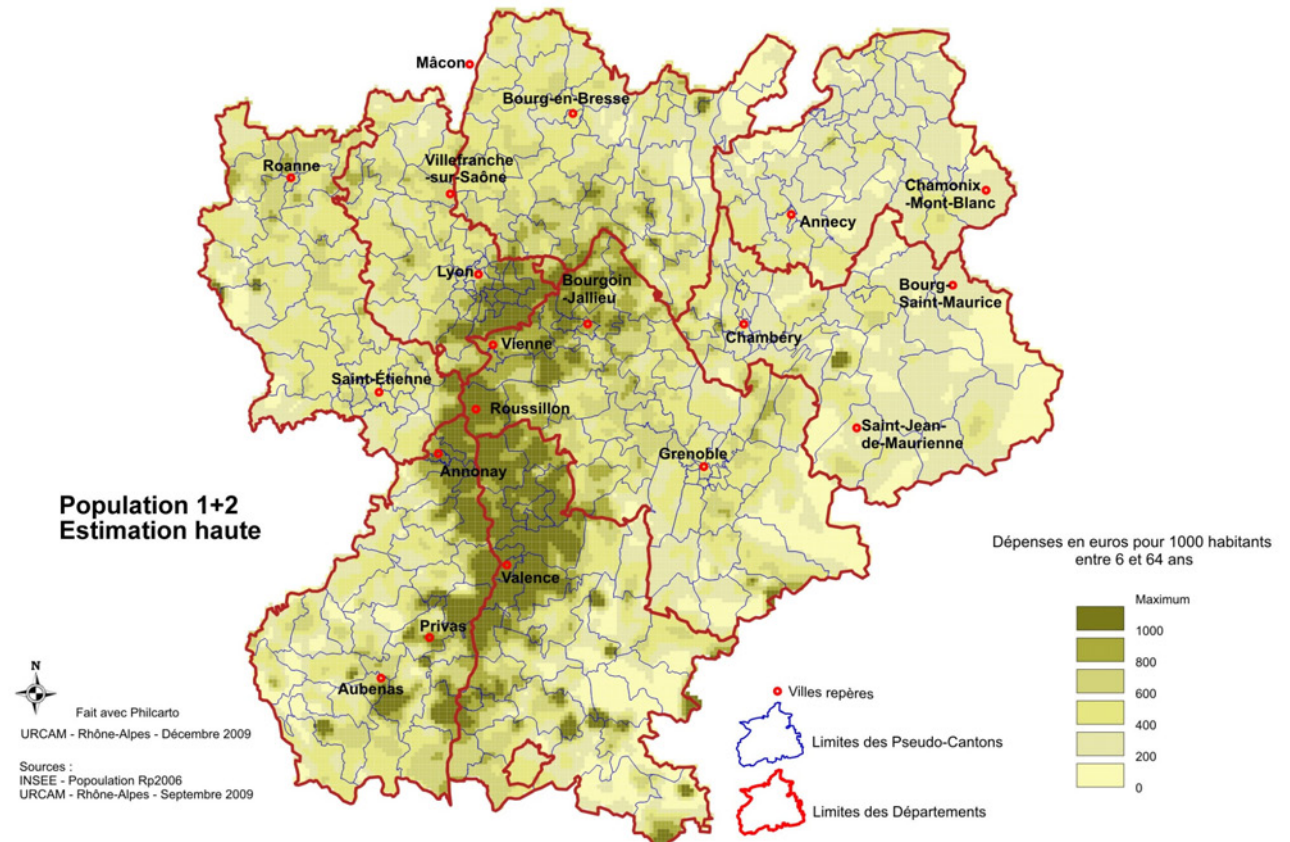 Mâcon
Bourg-en-Bresse
Roanne
Villefranche
-sur-Saône
Chamonix
-Mont-Blanc
Annecy
Lyon
Bourgoin
-Jallieu
Bourg-
Saint-Maurice
Chambéry
Vienne
Saint-Étienne
Roussillon
Saint-Jean-
de-Maurienne
Grenoble
Annonay
Population 1+2
Estimation haute
Valence
Privas
Aubenas
Dépenses en euros pour 1000 habitants
entre 6 et 64 ans
Maximum
1000
800
600
400
200
0
N
Fait avec Philcarto
URCAM - Rhône-Alpes - Décembre 2009
Sources :
INSEE - Popoulation Rp2006
URCAM - Rhône-Alpes - Septembre 2009
Villes repères
Limites des Pseudo-Cantons
Limites des Départements